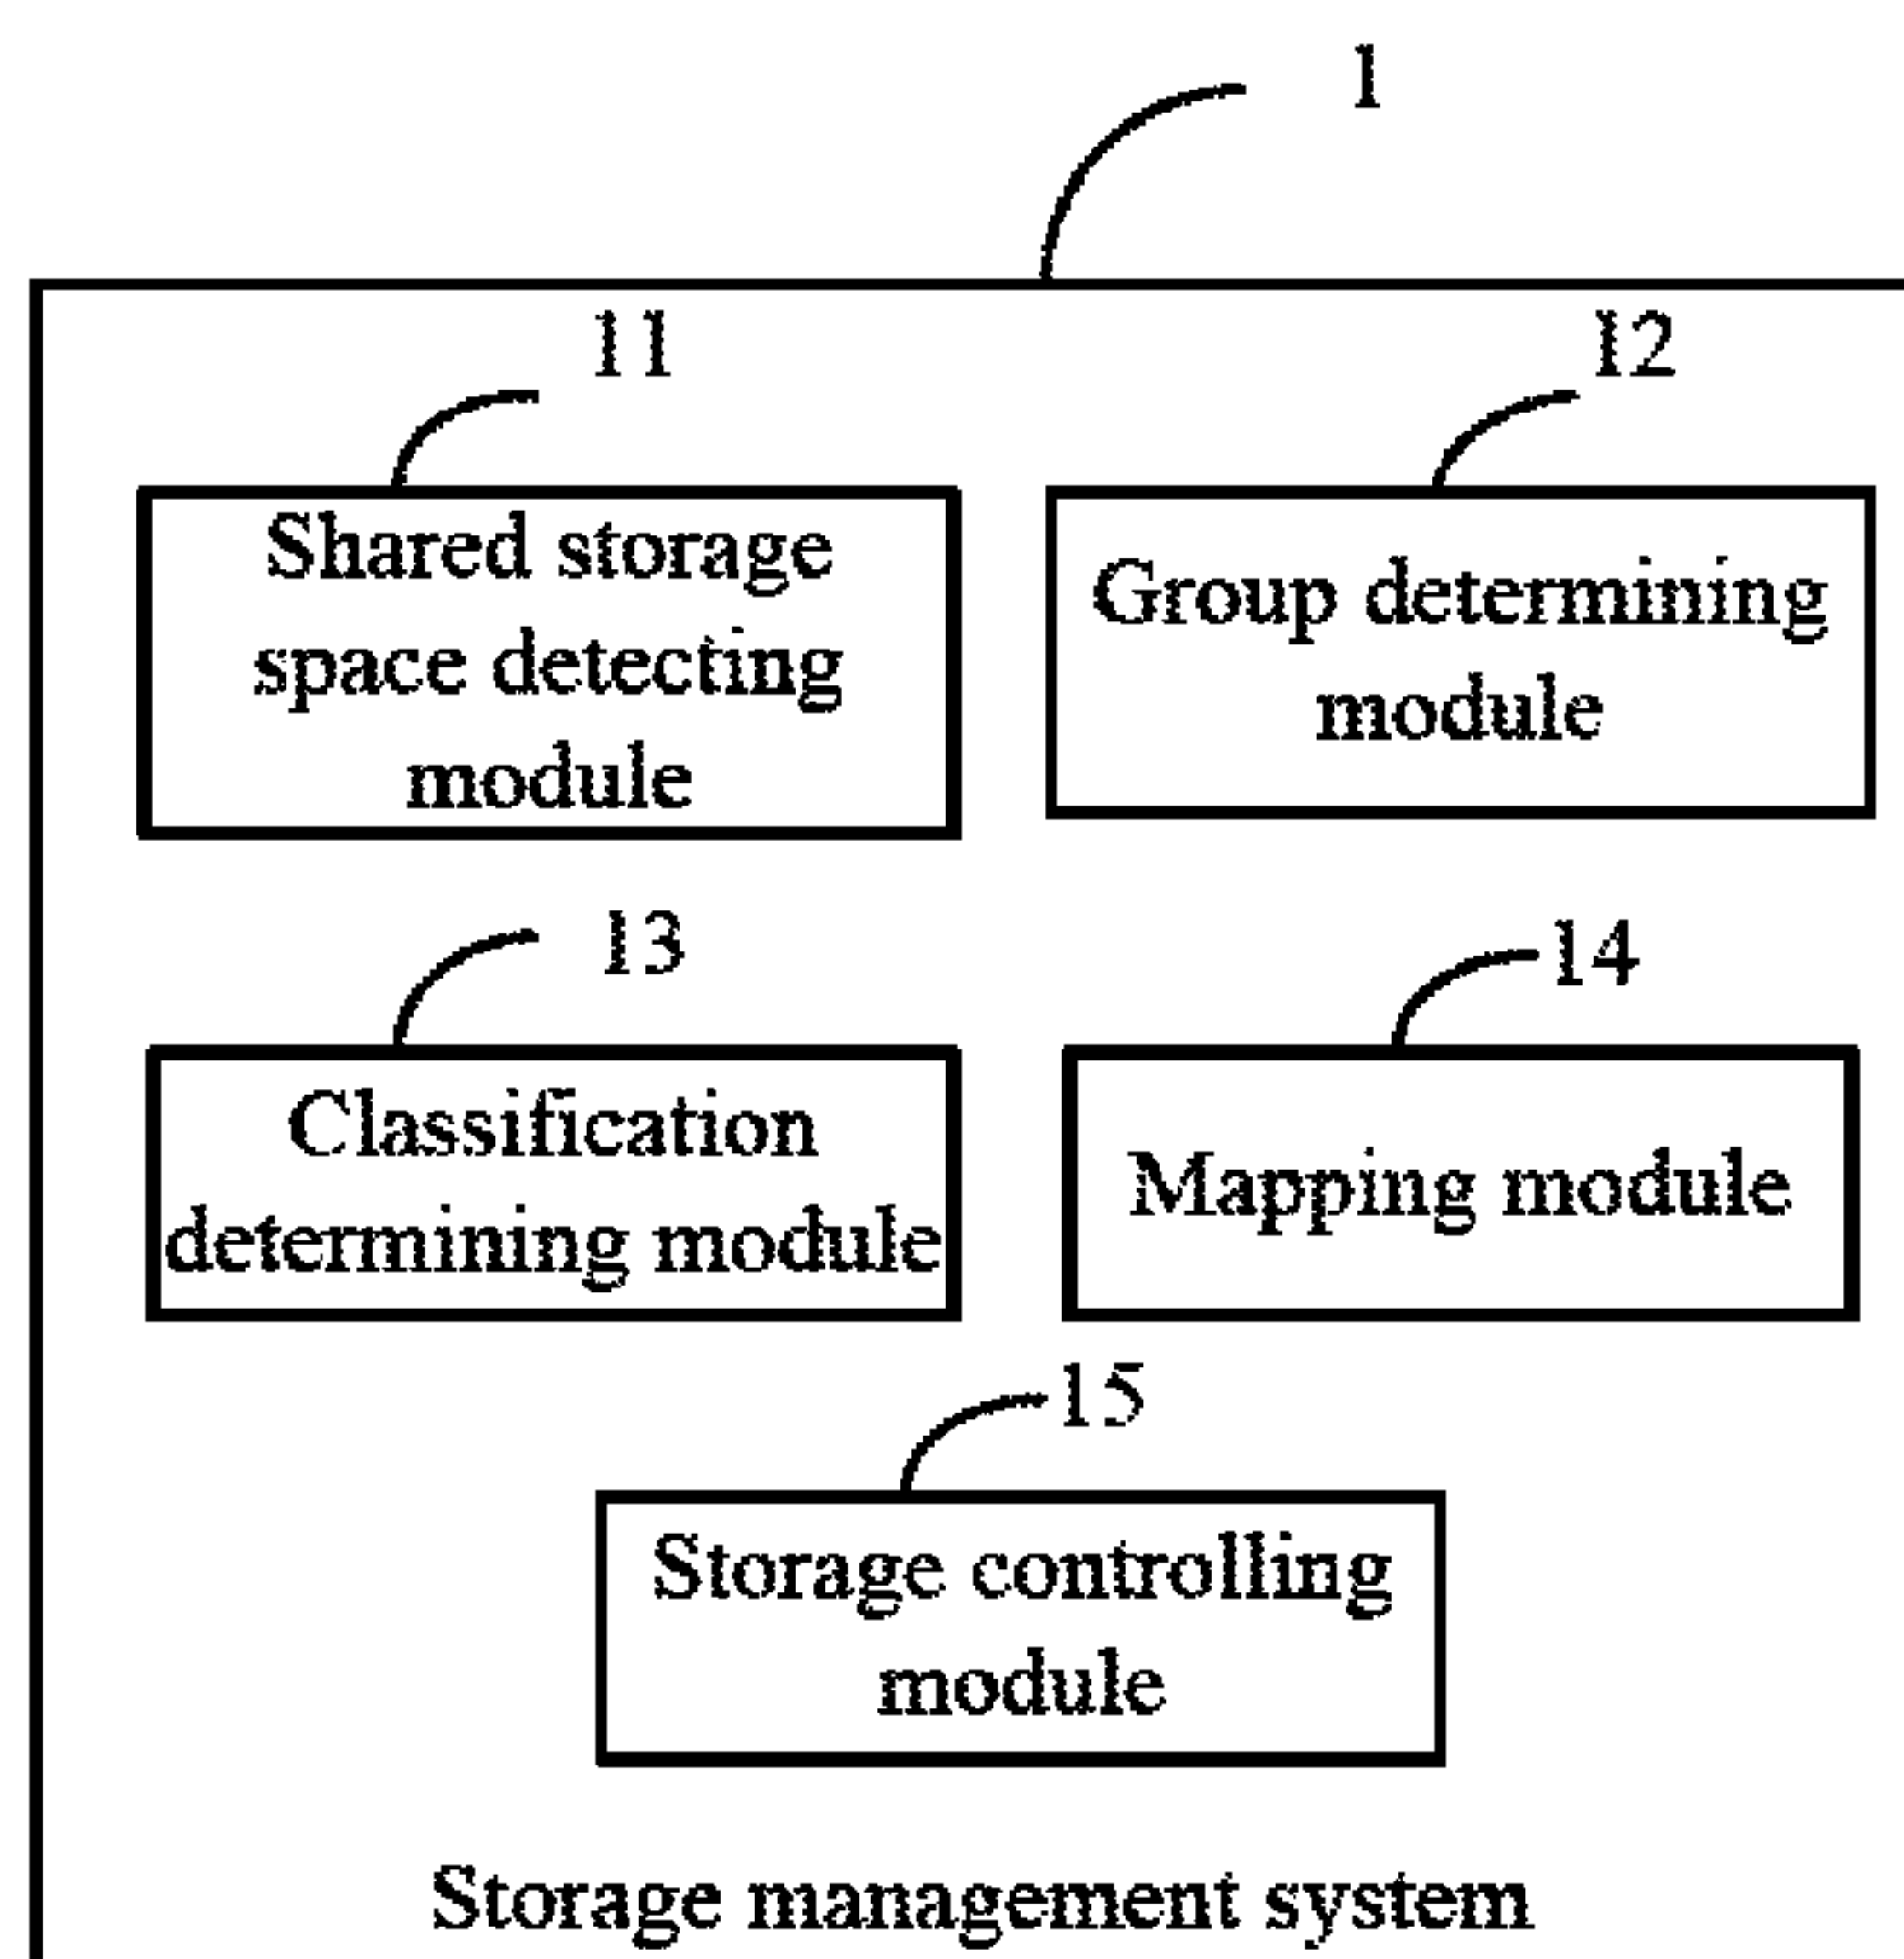 1
11
12
Shared storage
space detecting
module
Group determining
module
13
14
Classification
determining module
Mapping module
15
Storage controlling
module
Storage management system